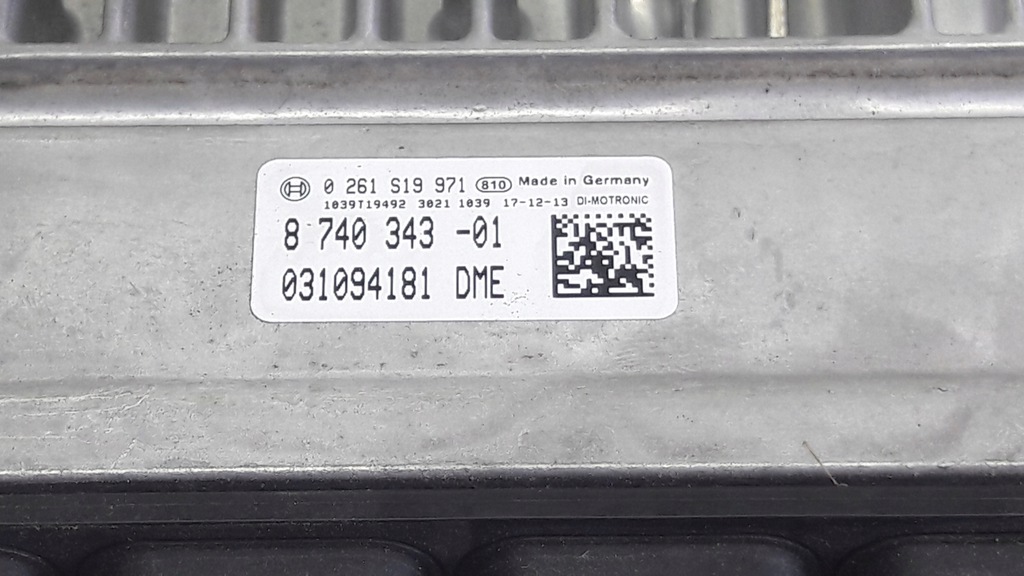 0 261 S19 971 810 Made in Germany
1039T19492 3021 1039 17-12-13 DI-MOTRONIC
8 740 343 -01
031094181 DME